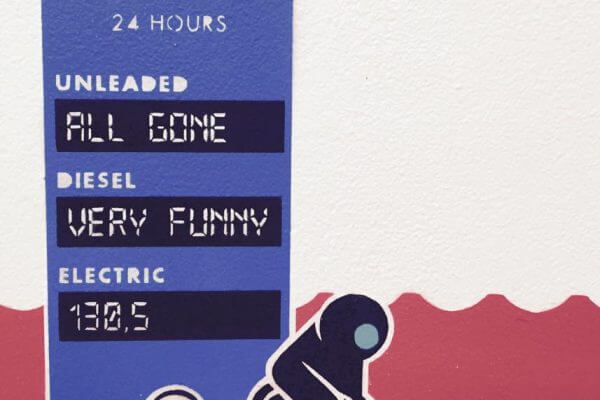 24 HOURS
UNLEADED
ALL GONE
DIESEL
VERY FUNNY
ELECTRIC
130,5